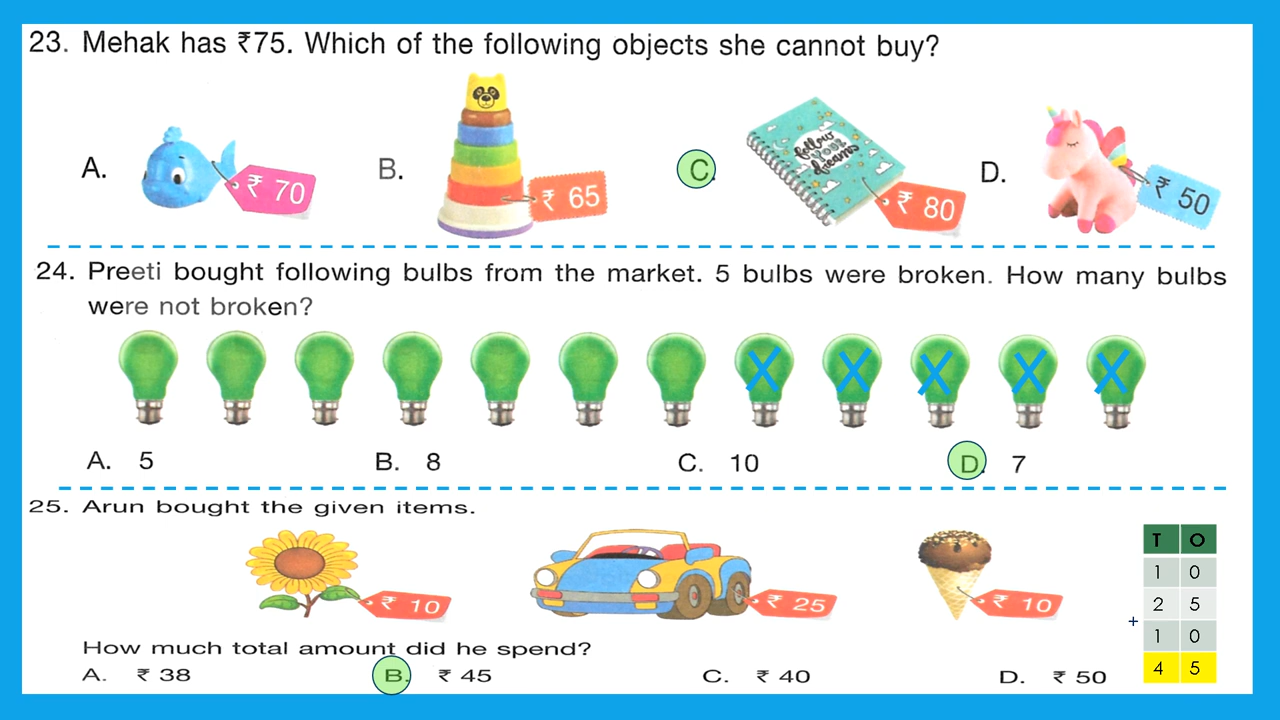 23. Mehak has ₹75. Which of the following objects she cannot buy?
A. ₹ 70 B. ₹ 65 C. follow YOUR dreams ₹ 80 D. ₹ 50
24. Preeti bought following bulbs from the market. 5 bulbs were broken. How many bulbs
were not broken?
X X X X X
A. 5 B. 8 C. 10 D. 7
25. Arun bought the given items.
₹ 10 ₹ 25 ₹ 10
How much total amount did he spend?
A. ₹ 38 B. ₹ 45 C. ₹ 40 D. ₹ 50
T O
1 0
2 5
+
1 0
4 5